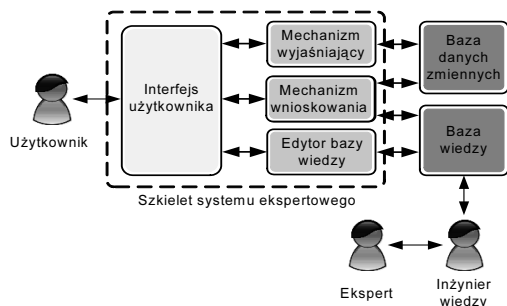 Mechanizm
wyjaśniający
Baza
danych
zmiennych
Interfejs
użytkownika
Mechanizm
wnioskowania
Użytkownik
Edytor bazy
wiedzy
Baza
wiedzy
Szkielet systemu ekspertowego
Ekspert
Inżynier
wiedzy